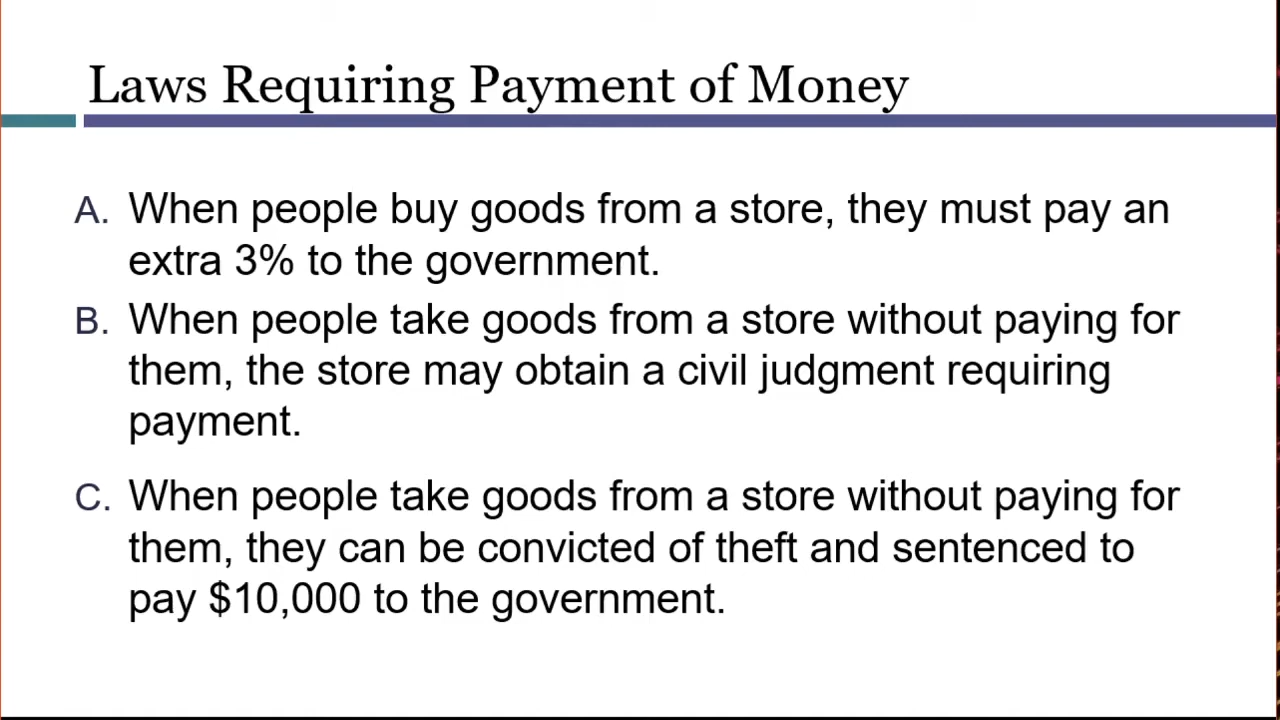 Laws Requiring Payment of Money
A. When people buy goods from a store, they must pay an
extra 3% to the government.
B. When people take goods from a store without paying for
them, the store may obtain a civil judgment requiring
payment.
C. When people take goods from a store without paying for
them, they can be convicted of theft and sentenced to
pay $10,000 to the government.